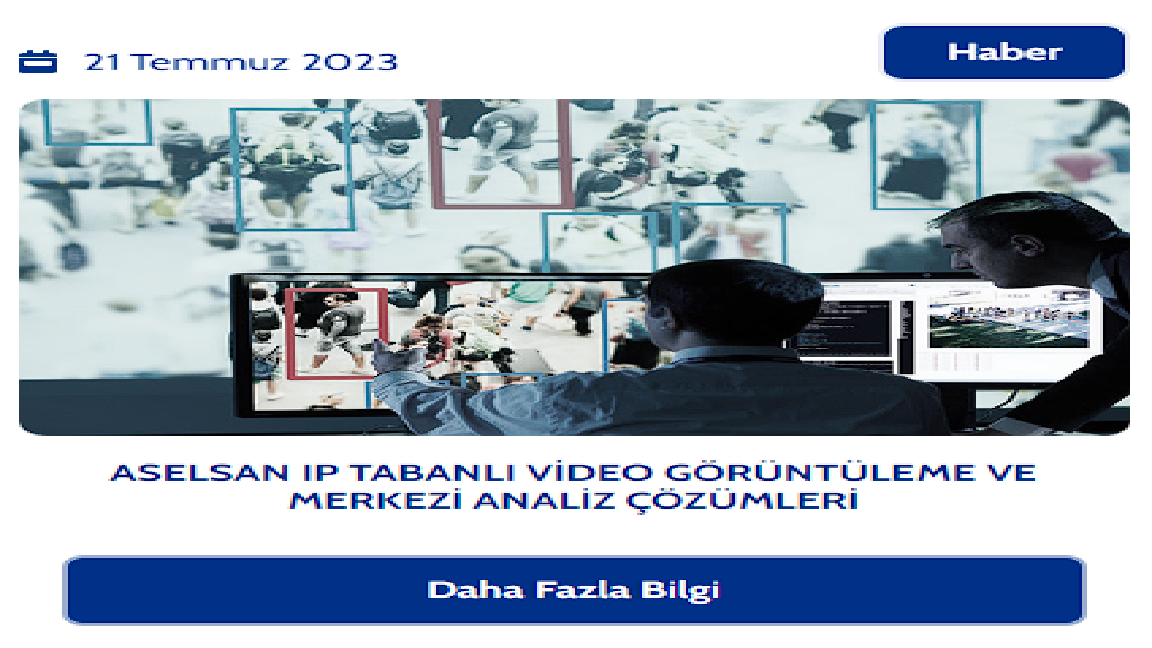 21 Temmuz 2023
Haber
ASELSAN IP TABANLI VİDEO GÖRÜNTÜLEME VE
MERKEZİ ANALİZ ÇÖZÜMLERİ
Daha Fazla Bilgi